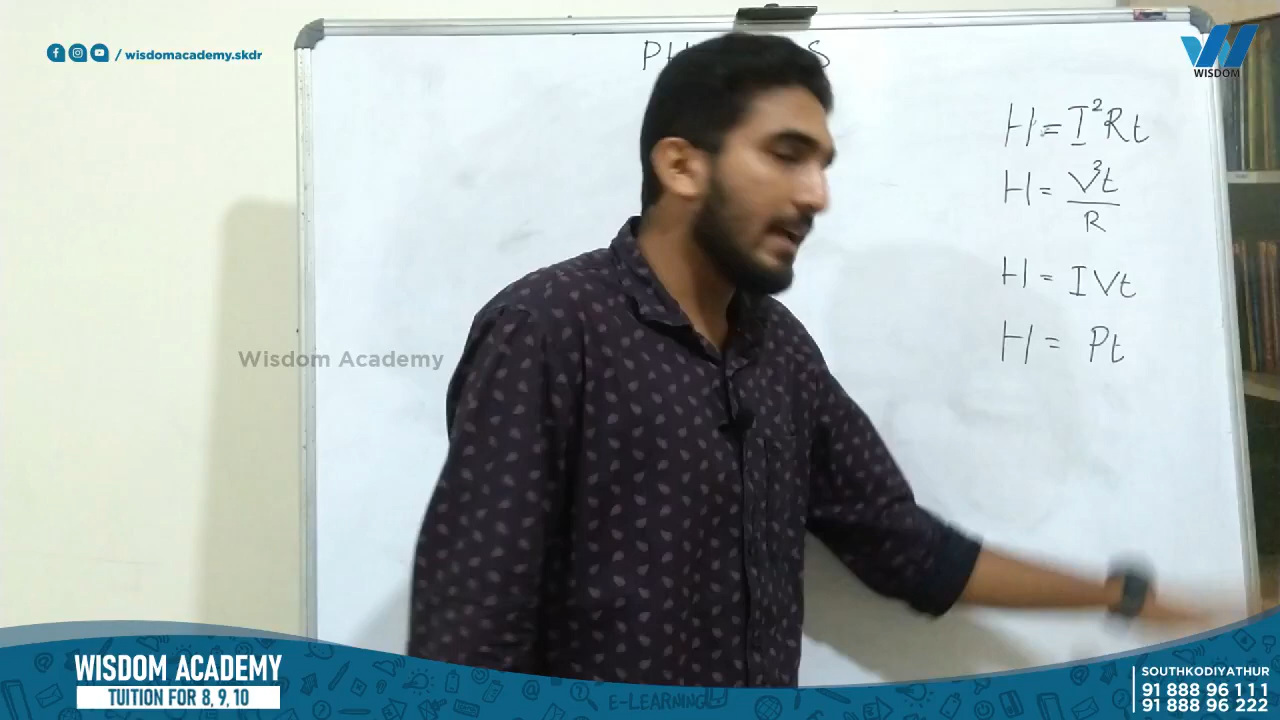 / wisdomacademy.skdr
WISDOM
H = I²Rt
H = V³t
R
H = IVt
H = Pt
Wisdom Academy
WISDOM ACADEMY
TUITION FOR 8, 9, 10
E-LEARNING
SOUTHKODIYATHUR
91 888 96 111
91 888 96 222